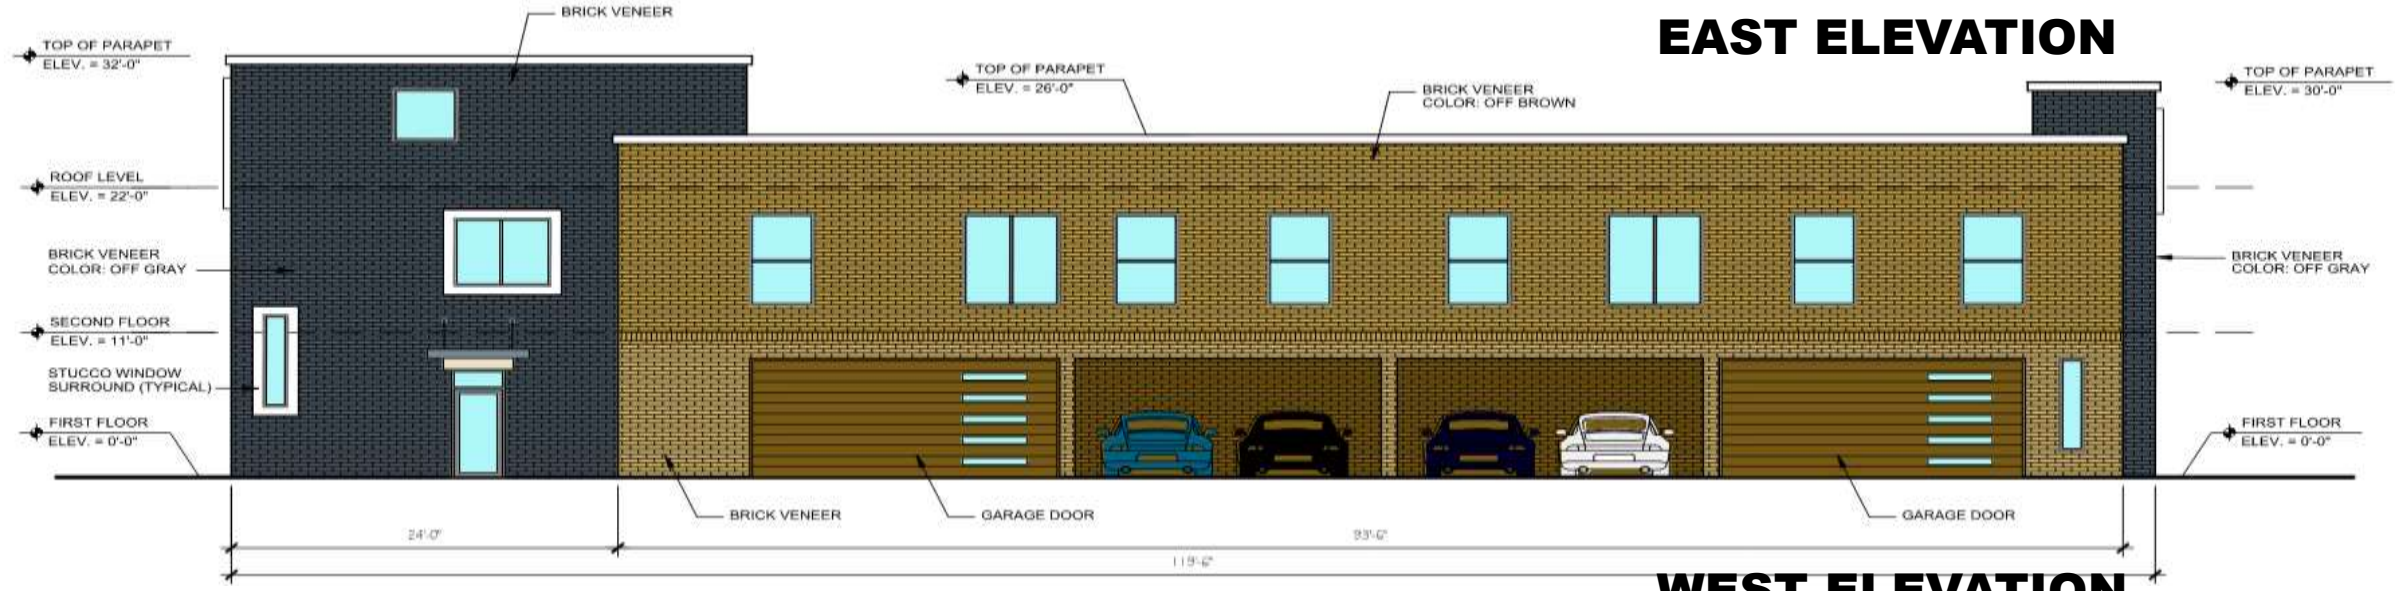 BRICK VENEER
EAST ELEVATION
TOP OF PARAPET
ELEV. = 32'-0"
TOP OF PARAPET
ELEV. = 26'-0"
BRICK VENEER
COLOR: OFF BROWN
TOP OF PARAPET
ELEV. = 30'-0"
ROOF LEVEL
ELEV. = 22'-0"
BRICK VENEER
COLOR: OFF GRAY
BRICK VENEER
COLOR: OFF GRAY
SECOND FLOOR
ELEV. = 11'-0"
STUCCO WINDOW
SURROUND (TYPICAL)
FIRST FLOOR
ELEV. = 0'-0"
FIRST FLOOR
ELEV. = 0'-0"
BRICK VENEER
GARAGE DOOR
GARAGE DOOR
24'-0"
93'-6"
119'-6"
WEST ELEVATION